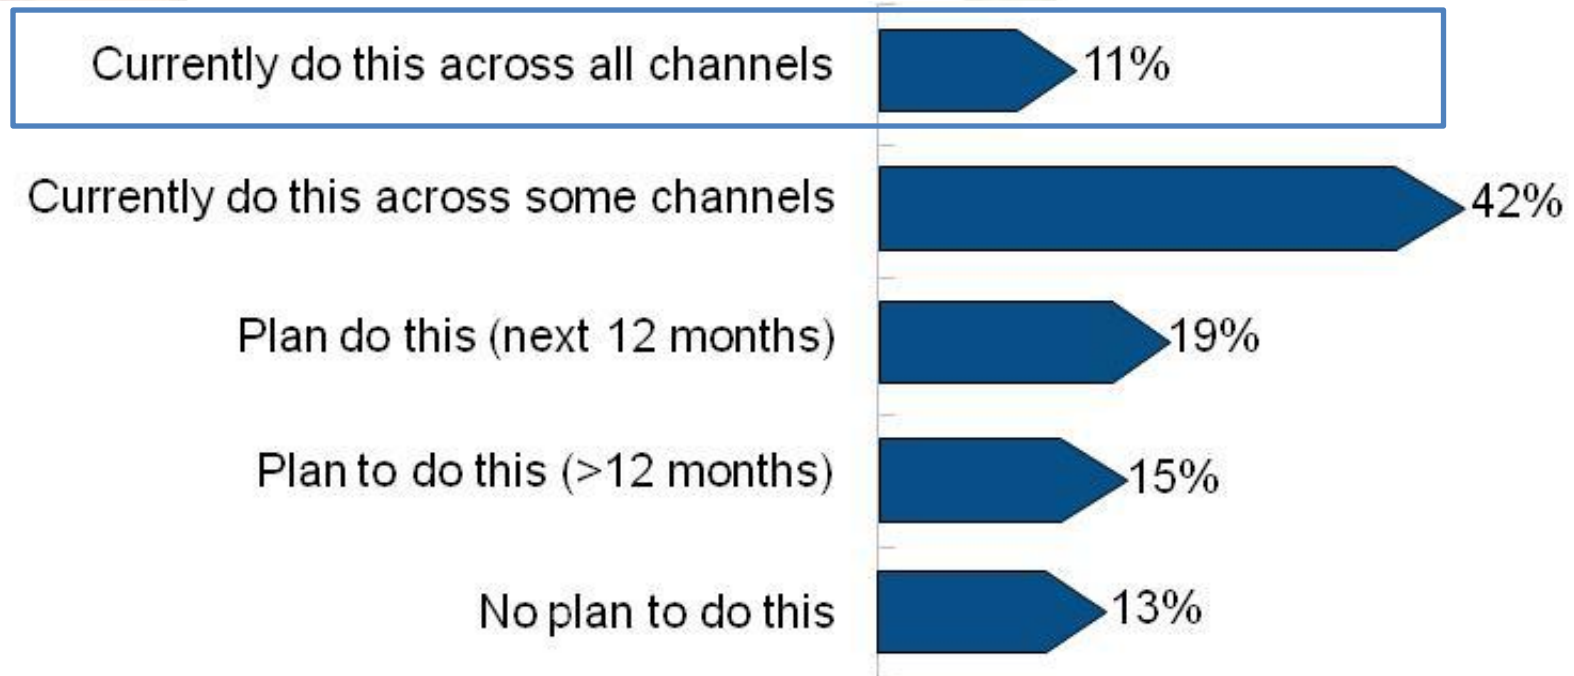 Currently do this across all channels 11%
Currently do this across some channels 42%
Plan do this (next 12 months) 19%
Plan to do this (>12 months) 15%
No plan to do this 13%